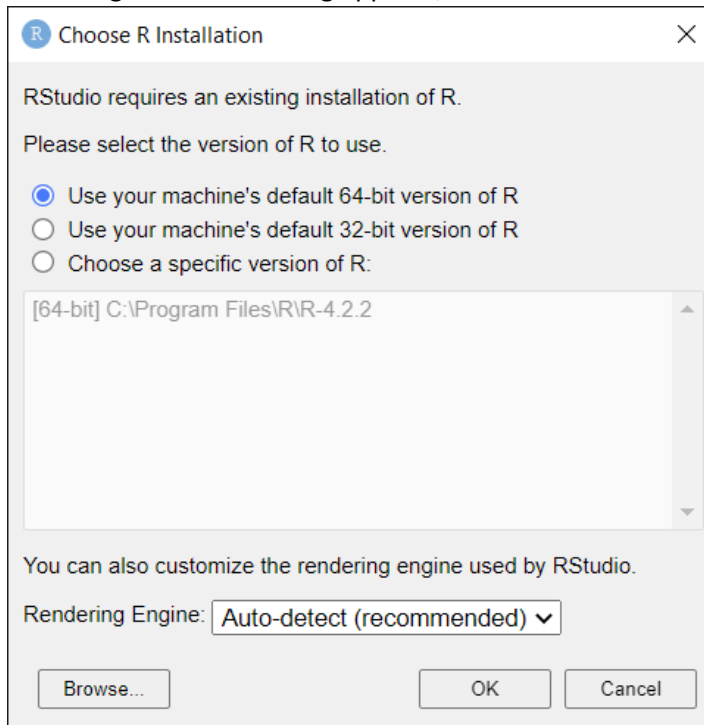 R Choose R Installation
RStudio requires an existing installation of R.
Please select the version of R to use.
Use your machine's default 64-bit version of R
Use your machine's default 32-bit version of R
Choose a specific version of R:
[64-bit] C:\Program Files\R\R-4.2.2
You can also customize the rendering engine used by RStudio.
Rendering Engine: Auto-detect (recommended)
Browse... OK Cancel